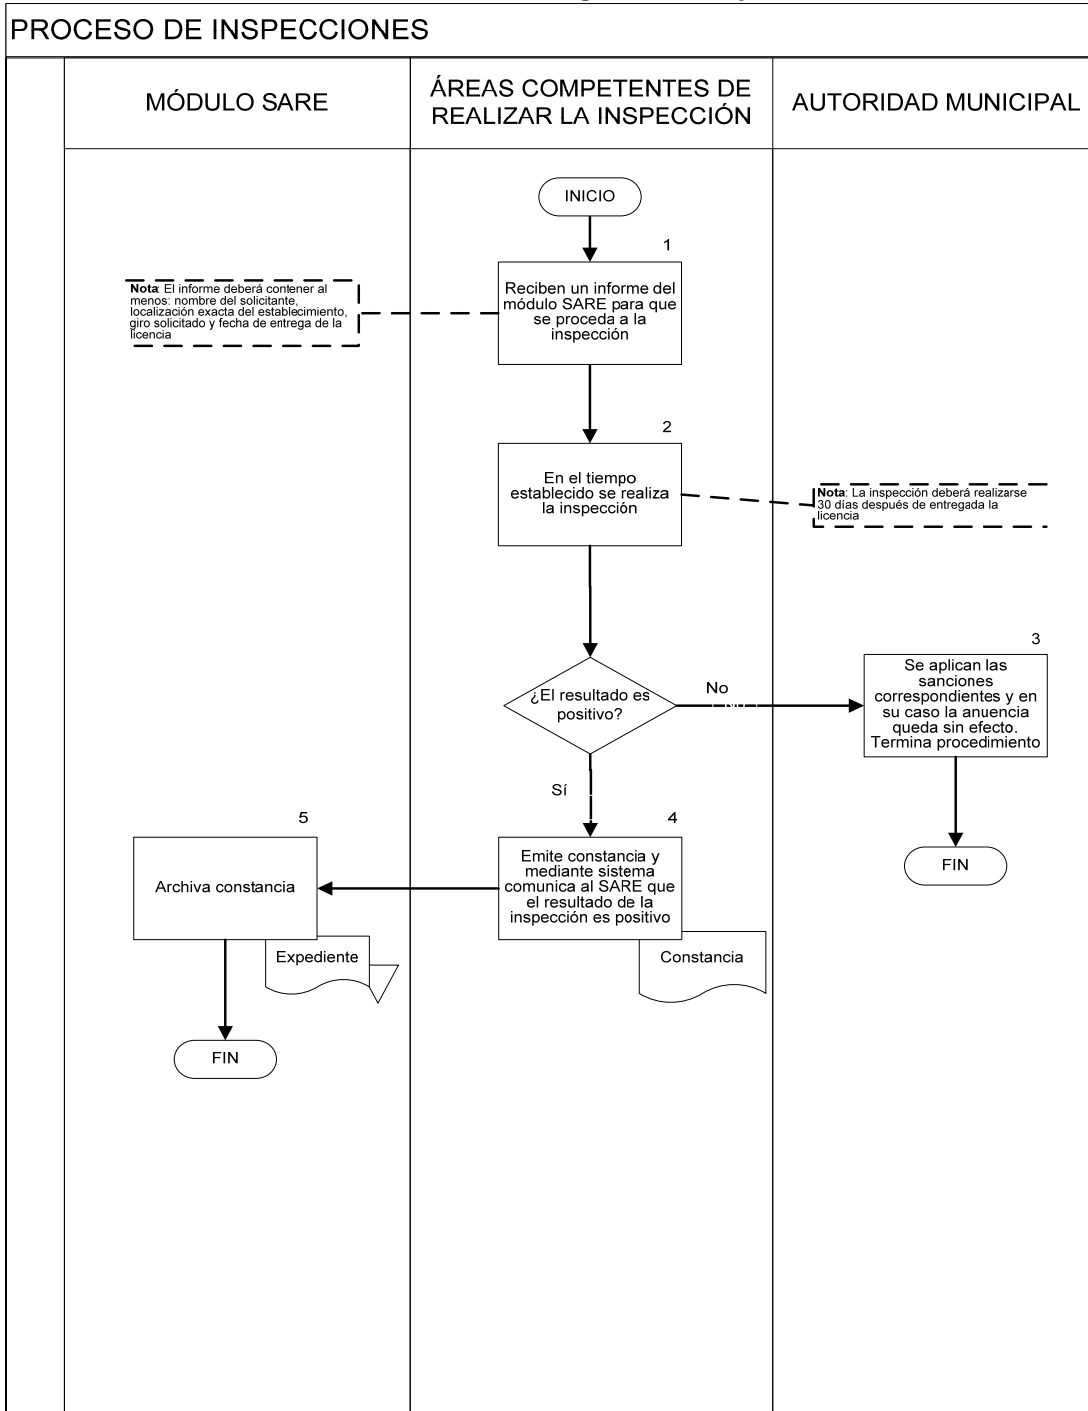 PROCESO DE INSPECCIONES
MÓDULO SARE
ÁREAS COMPETENTES DE
REALIZAR LA INSPECCIÓN
AUTORIDAD MUNICIPAL
INICIO
1
Reciben un informe del
módulo SARE para que
se proceda a la
inspección
Nota: El informe deberá contener al
menos: nombre del solicitante,
localización exacta del establecimiento,
giro solicitado y fecha de entrega de la
licencia
2
En el tiempo
establecido se realiza
la inspección
Nota: La inspección deberá realizarse
30 días después de entregada la
licencia
¿El resultado es
positivo?
No
3
Se aplican las
sanciones
correspondientes y en
su caso la anuencia
queda sin efecto.
Termina procedimiento
FIN
Sí
4
Emite constancia y
mediante sistema
comunica al SARE que
el resultado de la
inspección es positivo
Constancia
5
Archiva constancia
Expediente
FIN